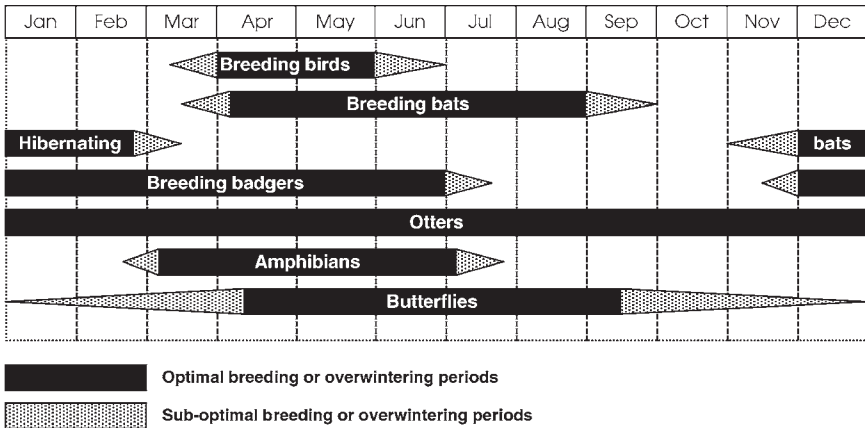 Jan Feb Mar Apr May Jun Jul Aug Sep Oct Nov Dec
Breeding birds
Breeding bats
Hibernating bats
Breeding badgers
Otters
Amphibians
Butterflies
Optimal breeding or overwintering periods
Sub-optimal breeding or overwintering periods